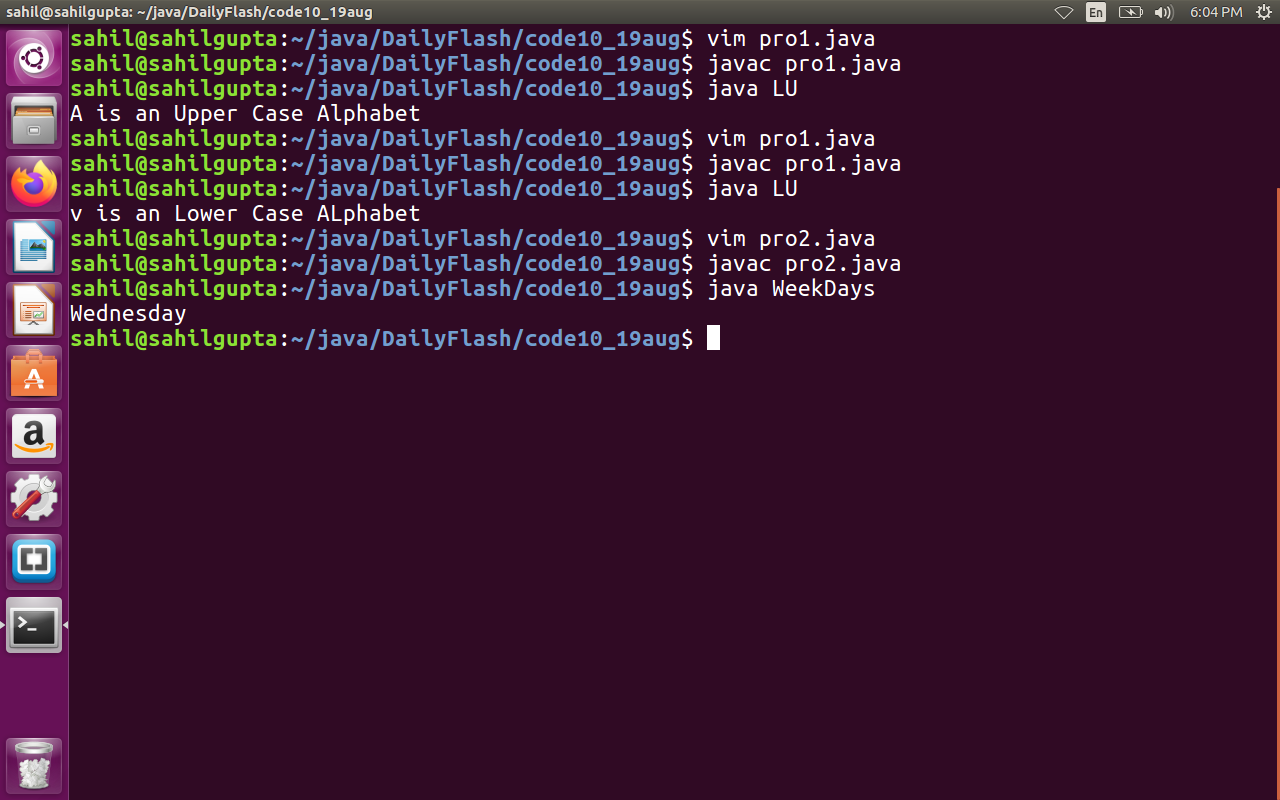 sahil@sahilgupta: ~/java/DailyFlash/code10_19aug En 6:04 PM
sahil@sahilgupta:~/java/DailyFlash/code10_19aug$ vim pro1.java
sahil@sahilgupta:~/java/DailyFlash/code10_19aug$ javac pro1.java
sahil@sahilgupta:~/java/DailyFlash/code10_19aug$ java LU
A is an Upper Case Alphabet
sahil@sahilgupta:~/java/DailyFlash/code10_19aug$ vim pro1.java
sahil@sahilgupta:~/java/DailyFlash/code10_19aug$ javac pro1.java
sahil@sahilgupta:~/java/DailyFlash/code10_19aug$ java LU
v is an Lower Case ALphabet
sahil@sahilgupta:~/java/DailyFlash/code10_19aug$ vim pro2.java
sahil@sahilgupta:~/java/DailyFlash/code10_19aug$ javac pro2.java
sahil@sahilgupta:~/java/DailyFlash/code10_19aug$ java WeekDays
Wednesday
sahil@sahilgupta:~/java/DailyFlash/code10_19aug$